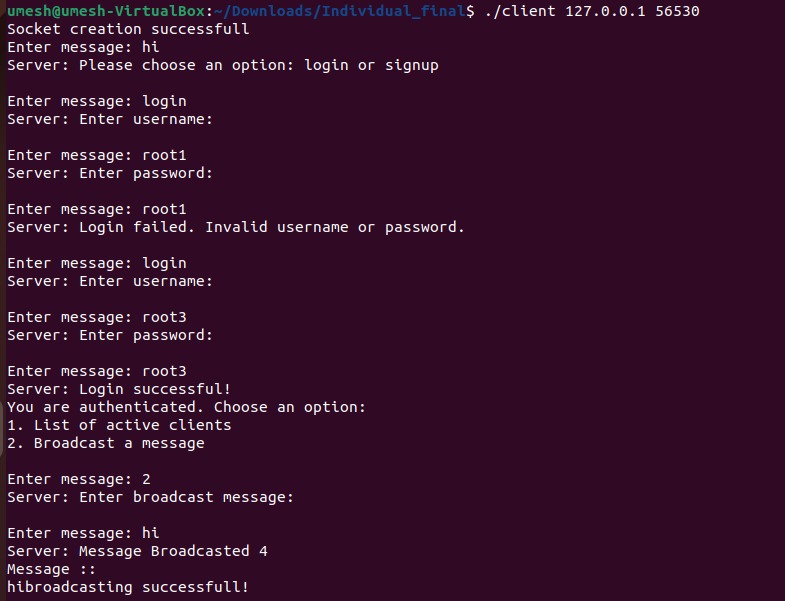 umesh@umesh-VirtualBox:~/Downloads/Individual_final$ ./client 127.0.0.1 56530
Socket creation successfull
Enter message: hi
Server: Please choose an option: login or signup
Enter message: login
Server: Enter username:
Enter message: root1
Server: Enter password:
Enter message: root1
Server: Login failed. Invalid username or password.
Enter message: login
Server: Enter username:
Enter message: root3
Server: Enter password:
Enter message: root3
Server: Login successful!
You are authenticated. Choose an option:
1. List of active clients
2. Broadcast a message
Enter message: 2
Server: Enter broadcast message:
Enter message: hi
Server: Message Broadcasted 4
Message ::
hibroadcasting successfull!